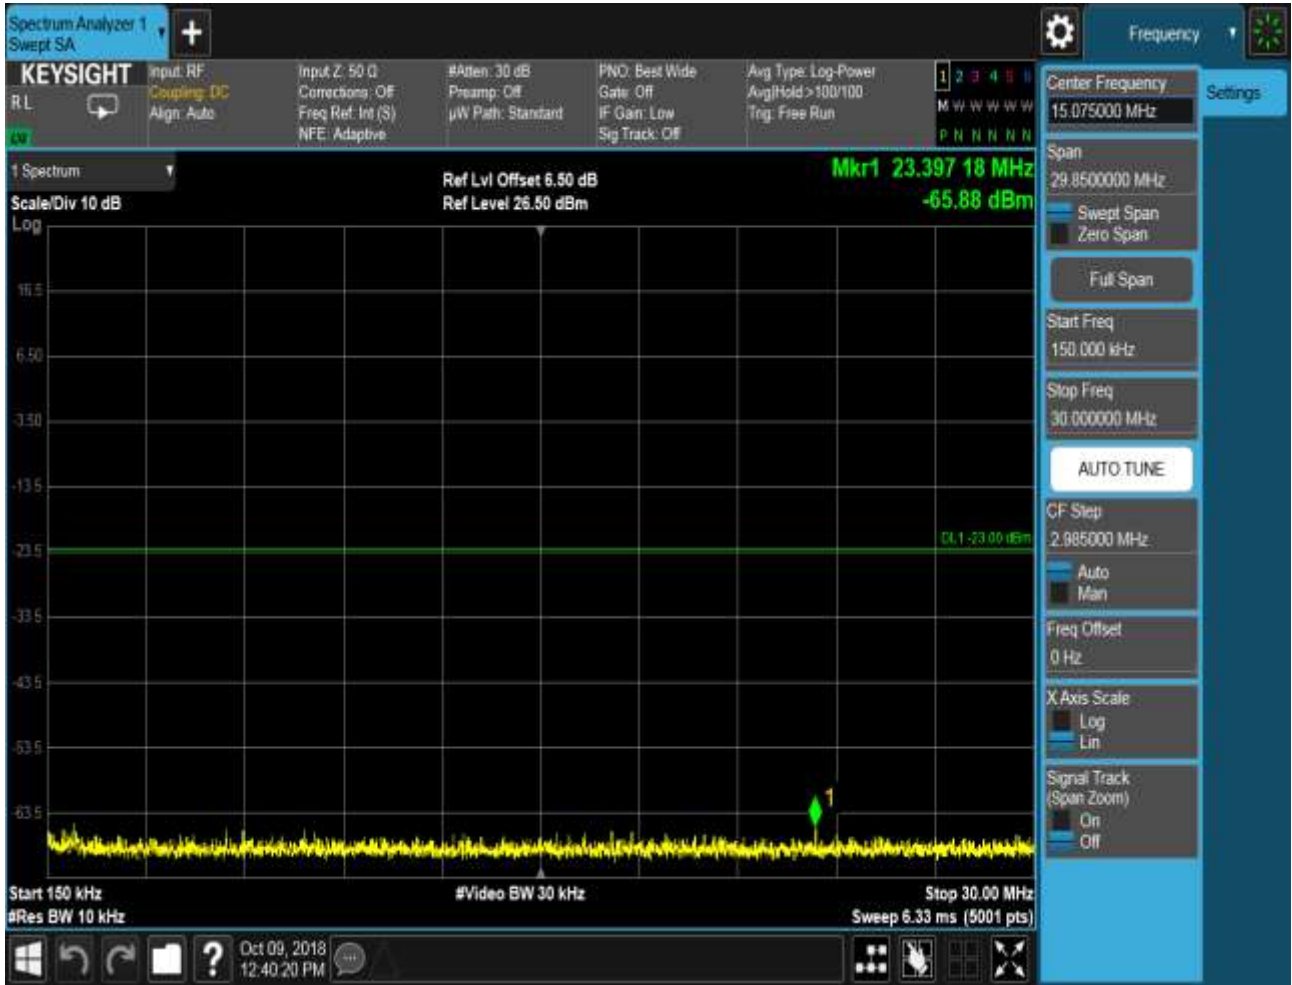 Spectrum Analyzer 1
Swept SA
Frequency
KEYSIGHT
R L
LW
Input: RF
Coupling: DC
Align: Auto
Input Z: 50 Ω
Corrections: Off
Freq Ref: Int (S)
NFE: Adaptive
#Atten: 30 dB
Preamp: Off
µW Path: Standard
PNO: Best Wide
Gate: Off
IF Gain: Low
Sig Track: Off
Avg Type: Log-Power
Avg|Hold:>100/100
Trig: Free Run
1 2 3 4 5 6
M W W W W W
P N N N N N
1 Spectrum
Scale/Div 10 dB
Log
Ref Lvl Offset 6.50 dB
Ref Level 26.50 dBm
Mkr1 23.397 18 MHz
-65.88 dBm
16.5
6.50
-3.50
-13.5
-23.5
-33.5
-43.5
-53.5
-63.5
DL1 -23.00 dBm
1
Start 150 kHz
#Res BW 10 kHz
#Video BW 30 kHz
Stop 30.00 MHz
Sweep 6.33 ms (5001 pts)
Oct 09, 2018
12:40:20 PM
Center Frequency
15.075000 MHz
Settings
Span
29.8500000 MHz
Swept Span
Zero Span
Full Span
Start Freq
150.000 kHz
Stop Freq
30.000000 MHz
AUTO TUNE
CF Step
2.985000 MHz
Auto
Man
Freq Offset
0 Hz
X Axis Scale
Log
Lin
Signal Track
(Span Zoom)
On
Off